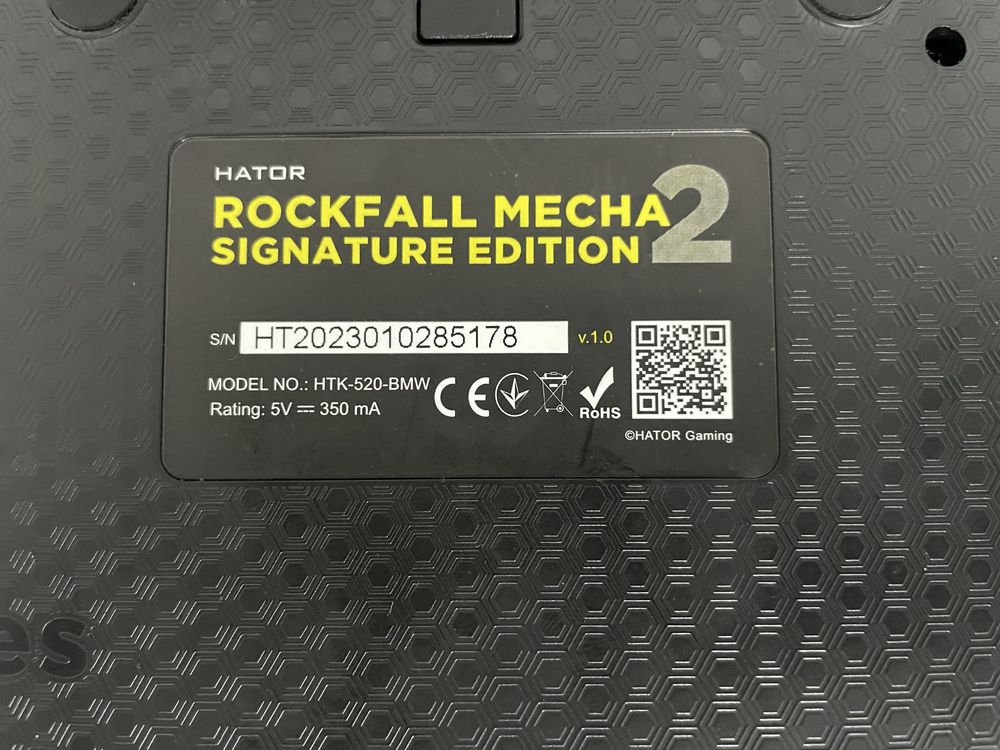 HATOR
ROCKFALL MECHA 2
SIGNATURE EDITION
S/N HT2023010285178 v.1.0
MODEL NO.: HTK-520-BMW
Rating: 5V ⎓ 350 mA
CE
RoHS
©HATOR Gaming
es